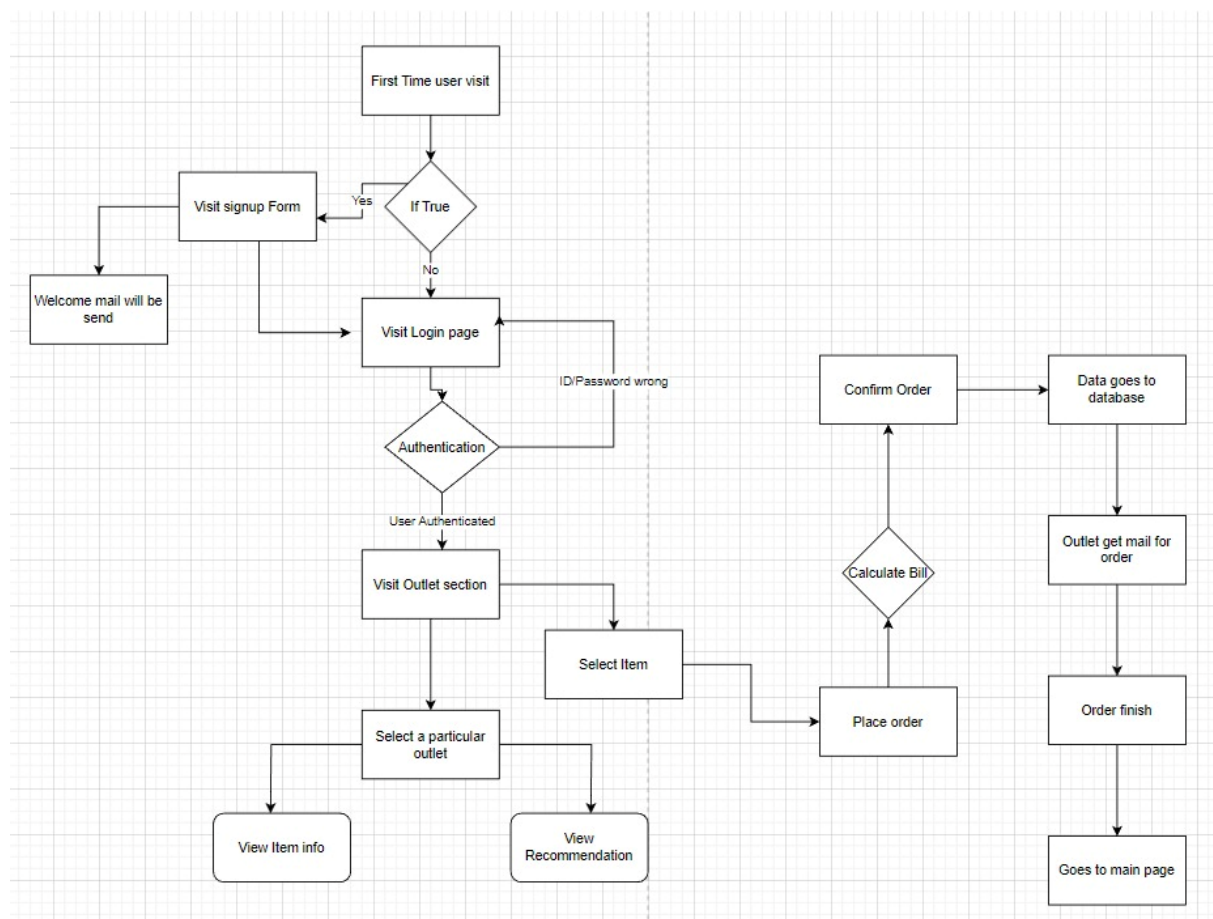 First Time user visit
If True
Yes
Visit signup Form
Welcome mail will be
send
No
Visit Login page
ID/Password wrong
Authentication
User Authenticated
Visit Outlet section
Select Item
Select a particular
outlet
View Item info
View
Recommendation
Place order
Calculate Bill
Confirm Order
Data goes to
database
Outlet get mail for
order
Order finish
Goes to main page